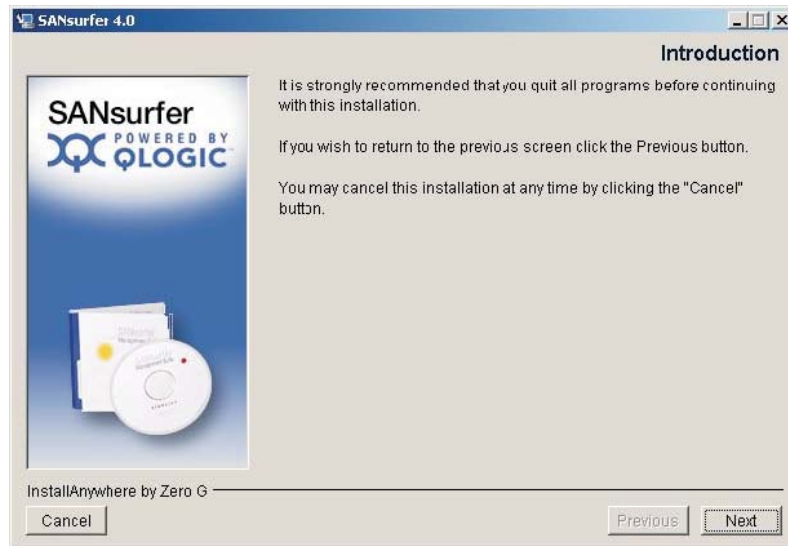 SANsurfer 4.0
Introduction
SANsurfer
POWERED BY
QLOGIC
It is strongly recommended that you quit all programs before continuing
with this installation.
If you wish to return to the previous screen click the Previous button.
You may cancel this installation at any time by clicking the "Cancel"
button.
InstallAnywhere by Zero G
Cancel
Previous
Next